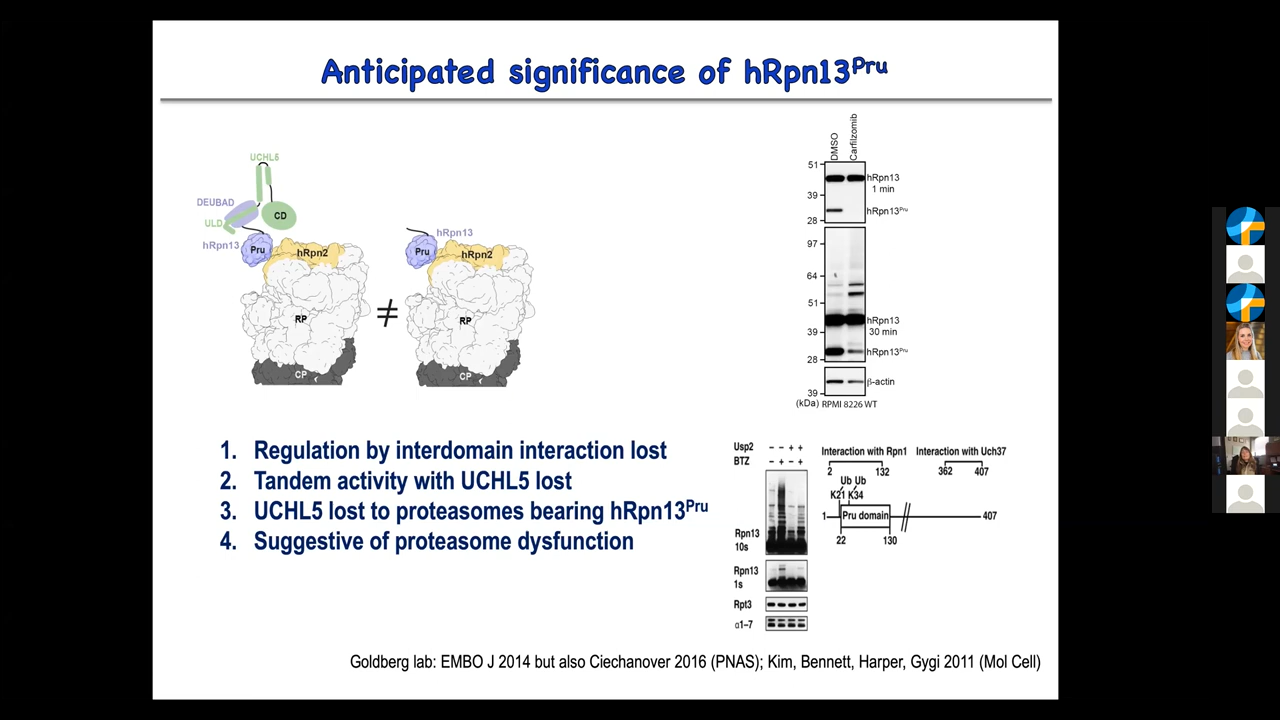 Anticipated significance of hRpn13Pru
UCHL5
DEUBAD
ULD
CD
hRpn13
Pru
hRpn2
RP
CP
≠
hRpn13
Pru
hRpn2
RP
CP
DMSO
Carfilzomib
51
39
28
hRpn13
1 min
hRpn13Pru
97
64
51
39
28
hRpn13
30 min
hRpn13Pru
39
β-actin
(kDa) RPMI 8226 WT
1. Regulation by interdomain interaction lost
2. Tandem activity with UCHL5 lost
3. UCHL5 lost to proteasomes bearing hRpn13Pru
4. Suggestive of proteasome dysfunction
Usp2 - - + +
BTZ - + - +
Rpn13
10s
Rpn13
1s
Rpt3
α1-7
Interaction with Rpn1
2 132
Interaction with Uch37
362 407
Ub Ub
K21 K34
1 Pru domain 407
22 130
Goldberg lab: EMBO J 2014 but also Ciechanover 2016 (PNAS); Kim, Bennett, Harper, Gygi 2011 (Mol Cell)